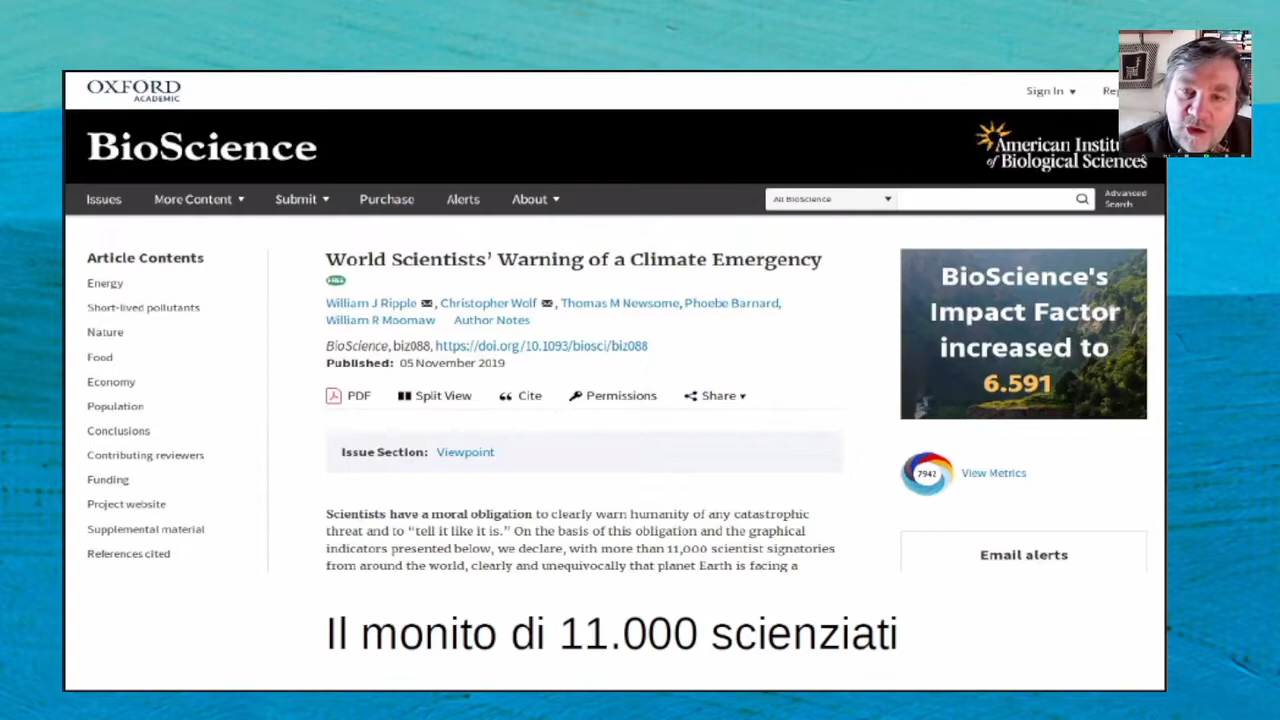 OXFORD
ACADEMIC
Sign In
BioScience
American Institu
of Biological Sciences
Issues
More Content
Submit
Purchase
Alerts
About
All BioScience
Advanced
Search
Article Contents
Energy
Short-lived pollutants
Nature
Food
Economy
Population
Conclusions
Contributing reviewers
Funding
Project website
Supplemental material
References cited
World Scientists’ Warning of a Climate Emergency
FREE
William J Ripple , Christopher Wolf , Thomas M Newsome, Phoebe Barnard,
William R Moomaw Author Notes
BioScience, biz088, https://doi.org/10.1093/biosci/biz088
Published: 05 November 2019
PDF Split View Cite Permissions Share
Issue Section: Viewpoint
Scientists have a moral obligation to clearly warn humanity of any catastrophic
threat and to “tell it like it is.” On the basis of this obligation and the graphical
indicators presented below, we declare, with more than 11,000 scientist signatories
from around the world, clearly and unequivocally that planet Earth is facing a
BioScience's
Impact Factor
increased to
6.591
7942
View Metrics
Email alerts
Il monito di 11.000 scienziati